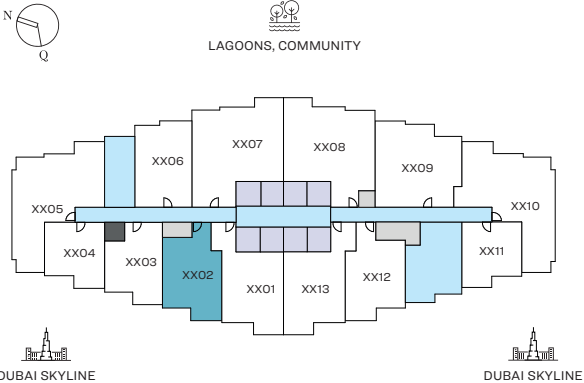 N
Q
LAGOONS, COMMUNITY
XX07
XX08
XX06
XX09
XX05
XX10
XX04
XX03
XX02
XX01
XX13
XX12
XX11
DUBAI SKYLINE
DUBAI SKYLINE